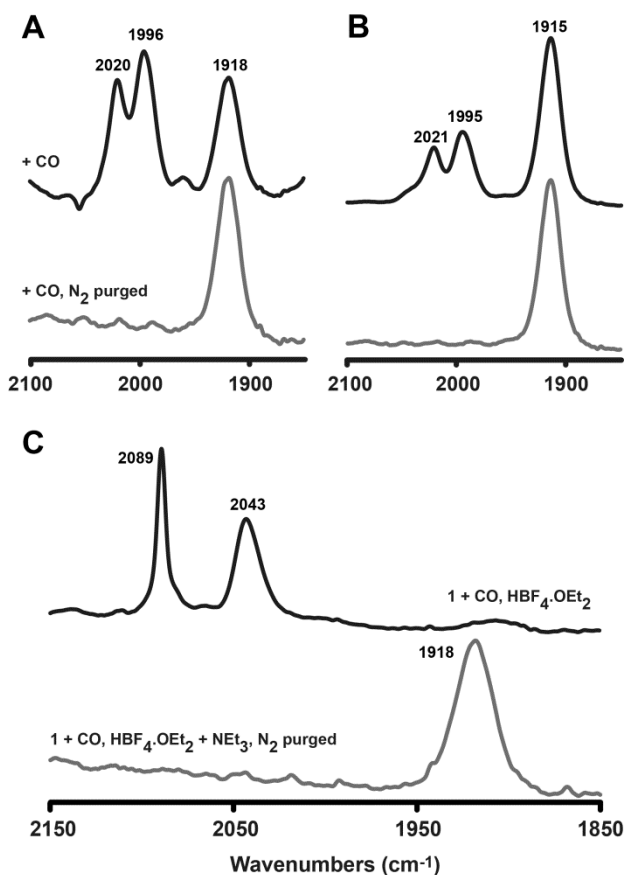 A
1996
2020
1918
+ CO
+ CO, N2 purged
2100 2000 1900
B
1915
1995
2021
2100 2000 1900
C
2089
2043
1 + CO, HBF4.OEt2
1918
1 + CO, HBF4.OEt2 + NEt3, N2 purged
2150 2050 1950 1850
Wavenumbers (cm-1)